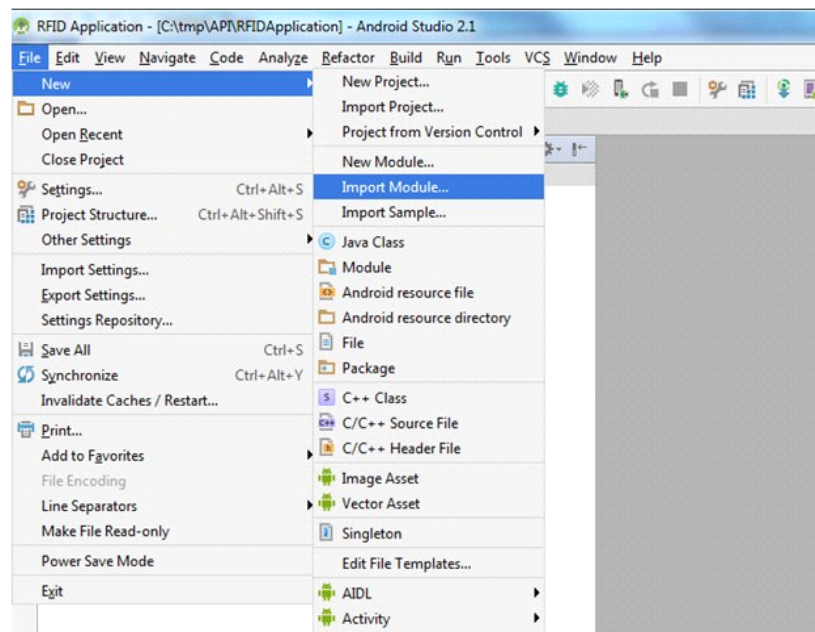 RFID Application - [C:\tmp\API\RFIDApplication] - Android Studio 2.1
File Edit View Navigate Code Analyze Refactor Build Run Tools VCS Window Help
New
Open...
Open Recent
Close Project
Settings... Ctrl+Alt+S
Project Structure... Ctrl+Alt+Shift+S
Other Settings
Import Settings...
Export Settings...
Settings Repository...
Save All Ctrl+S
Synchronize Ctrl+Alt+Y
Invalidate Caches / Restart...
Print...
Add to Favorites
File Encoding
Line Separators
Make File Read-only
Power Save Mode
Exit
New Project...
Import Project...
Project from Version Control
New Module...
Import Module...
Import Sample...
Java Class
Module
Android resource file
Android resource directory
File
Package
C++ Class
C/C++ Source File
C/C++ Header File
Image Asset
Vector Asset
Singleton
Edit File Templates...
AIDL
Activity